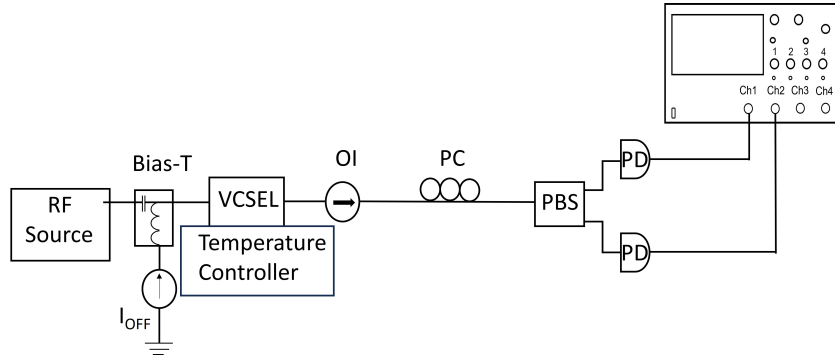 1 2 3 4
Ch1 Ch2 Ch3 Ch4
Bias-T
OI
PC
PD
RF
Source
VCSEL
PBS
Temperature
Controller
PD
I_OFF